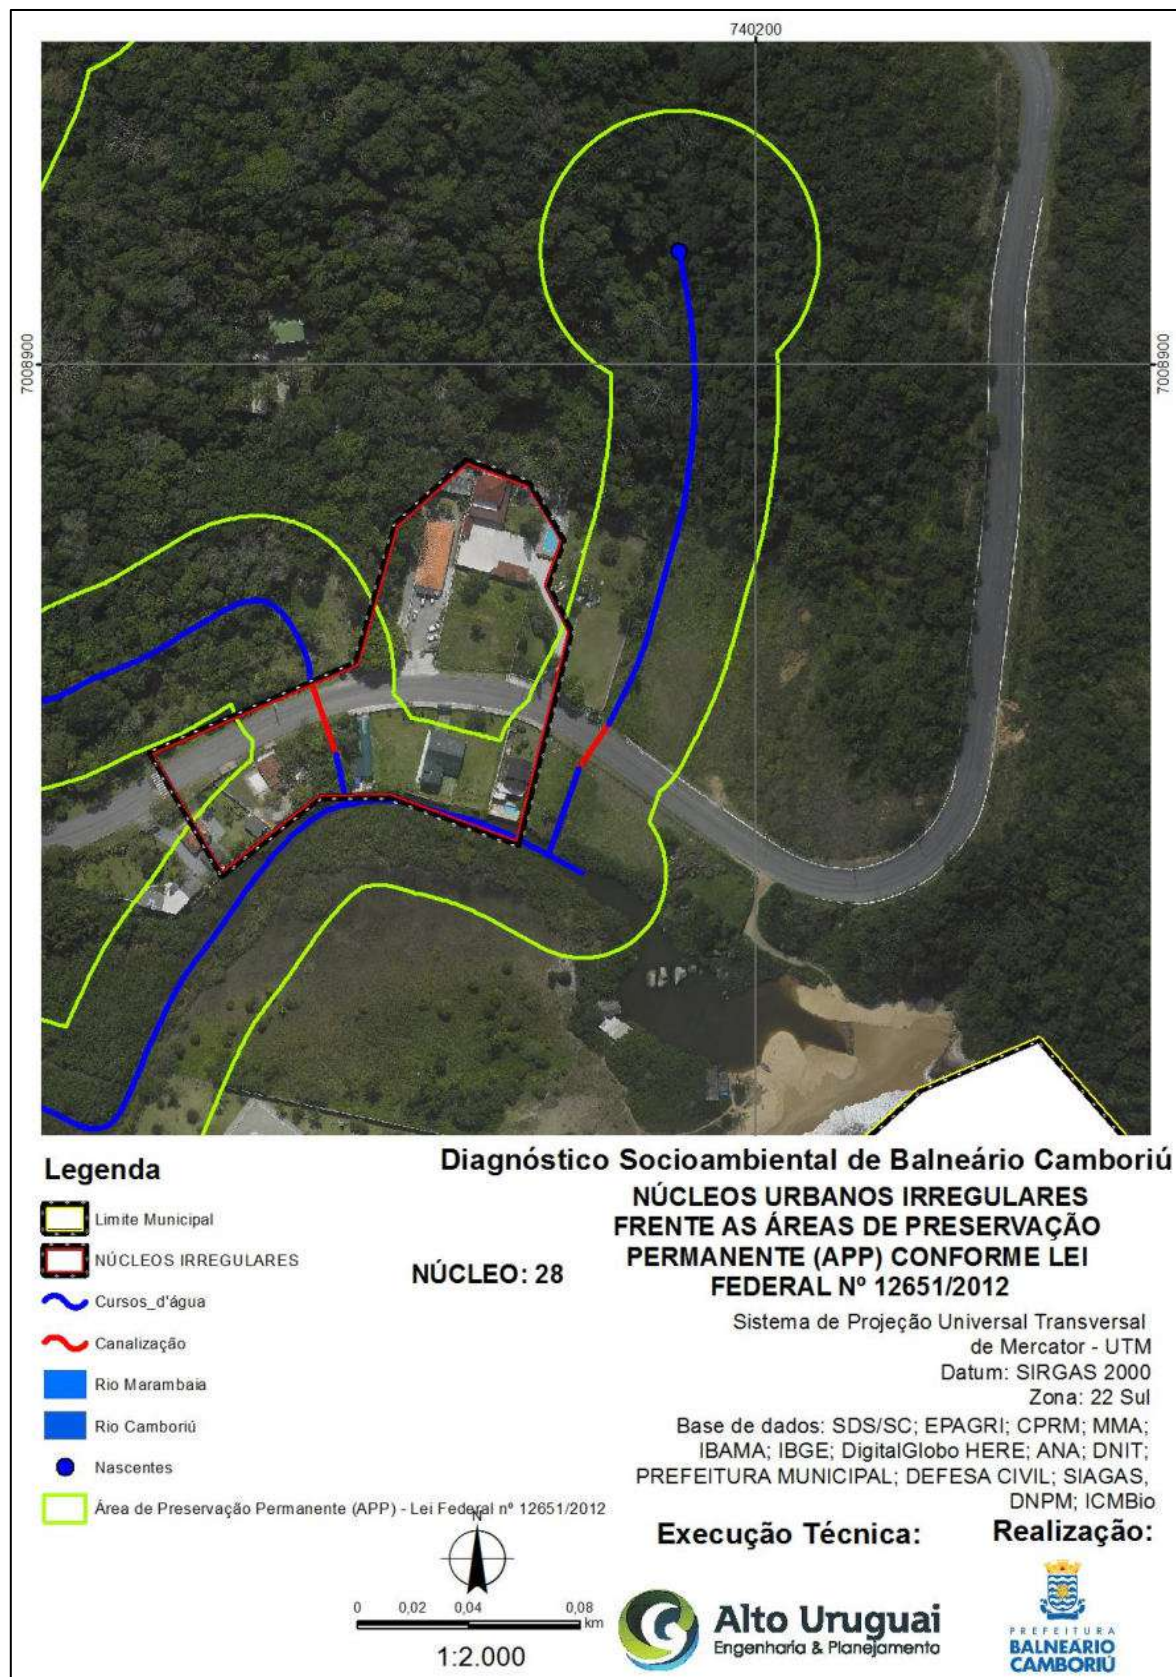 740200
7008900
7008900
Legenda
Limite Municipal
NÚCLEOS IRREGULARES
Cursos_d'água
Canalização
Rio Marambaia
Rio Camboriú
Nascentes
Área de Preservação Permanente (APP) - Lei Federal nº 12651/2012
NÚCLEO: 28
Diagnóstico Socioambiental de Balneário Camboriú
NÚCLEOS URBANOS IRREGULARES
FRENTE AS ÁREAS DE PRESERVAÇÃO
PERMANENTE (APP) CONFORME LEI
FEDERAL Nº 12651/2012
Sistema de Projeção Universal Transversal
de Mercator - UTM
Datum: SIRGAS 2000
Zona: 22 Sul
Base de dados: SDS/SC; EPAGRI; CPRM; MMA;
IBAMA; IBGE; DigitalGlobo HERE; ANA; DNIT;
PREFEITURA MUNICIPAL; DEFESA CIVIL; SIAGAS,
DNPM; ICMBio
N
0 0,02 0,04 0,08
km
1:2.000
Execução Técnica:
Alto Uruguai
Engenharia & Planejamento
Realização:
PREFEITURA
BALNEÁRIO
CAMBORIÚ